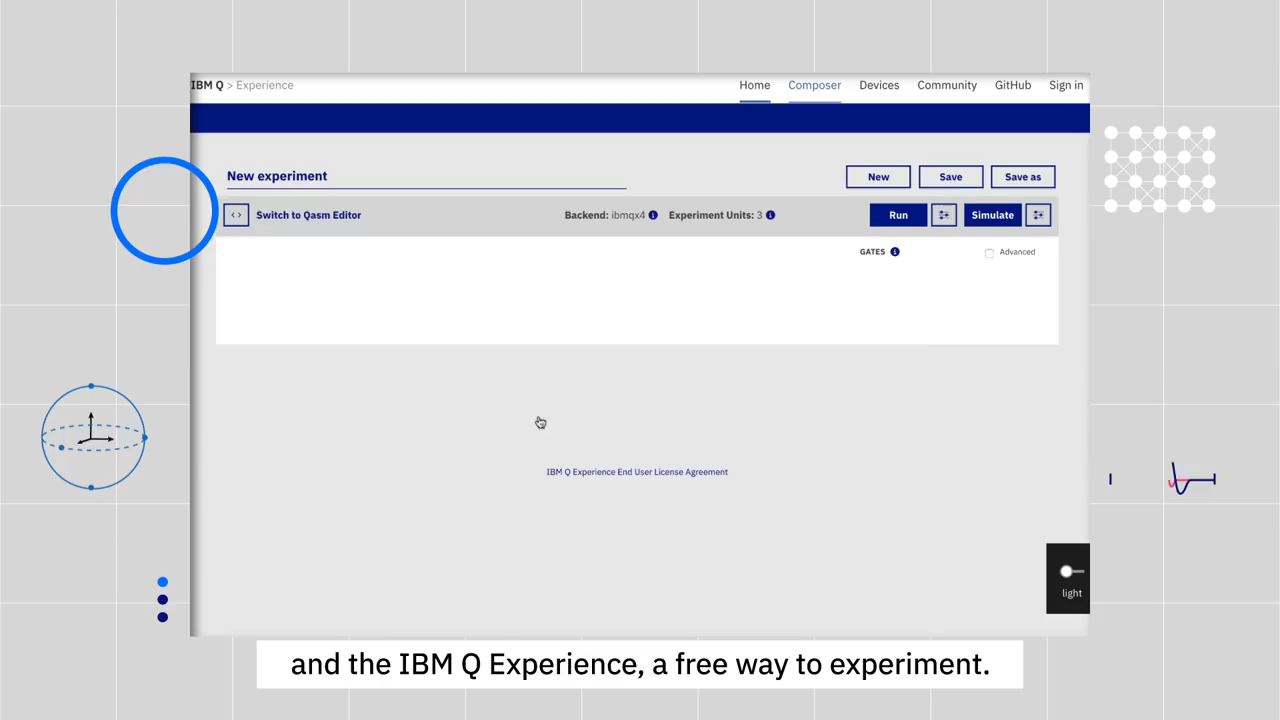 IBM Q > Experience
Home Composer Devices Community GitHub Sign in
New experiment
New Save Save as
<> Switch to Qasm Editor
Backend: ibmqx4 Experiment Units: 3
Run Simulate
GATES
Advanced
IBM Q Experience End User License Agreement
light
and the IBM Q Experience, a free way to experiment.